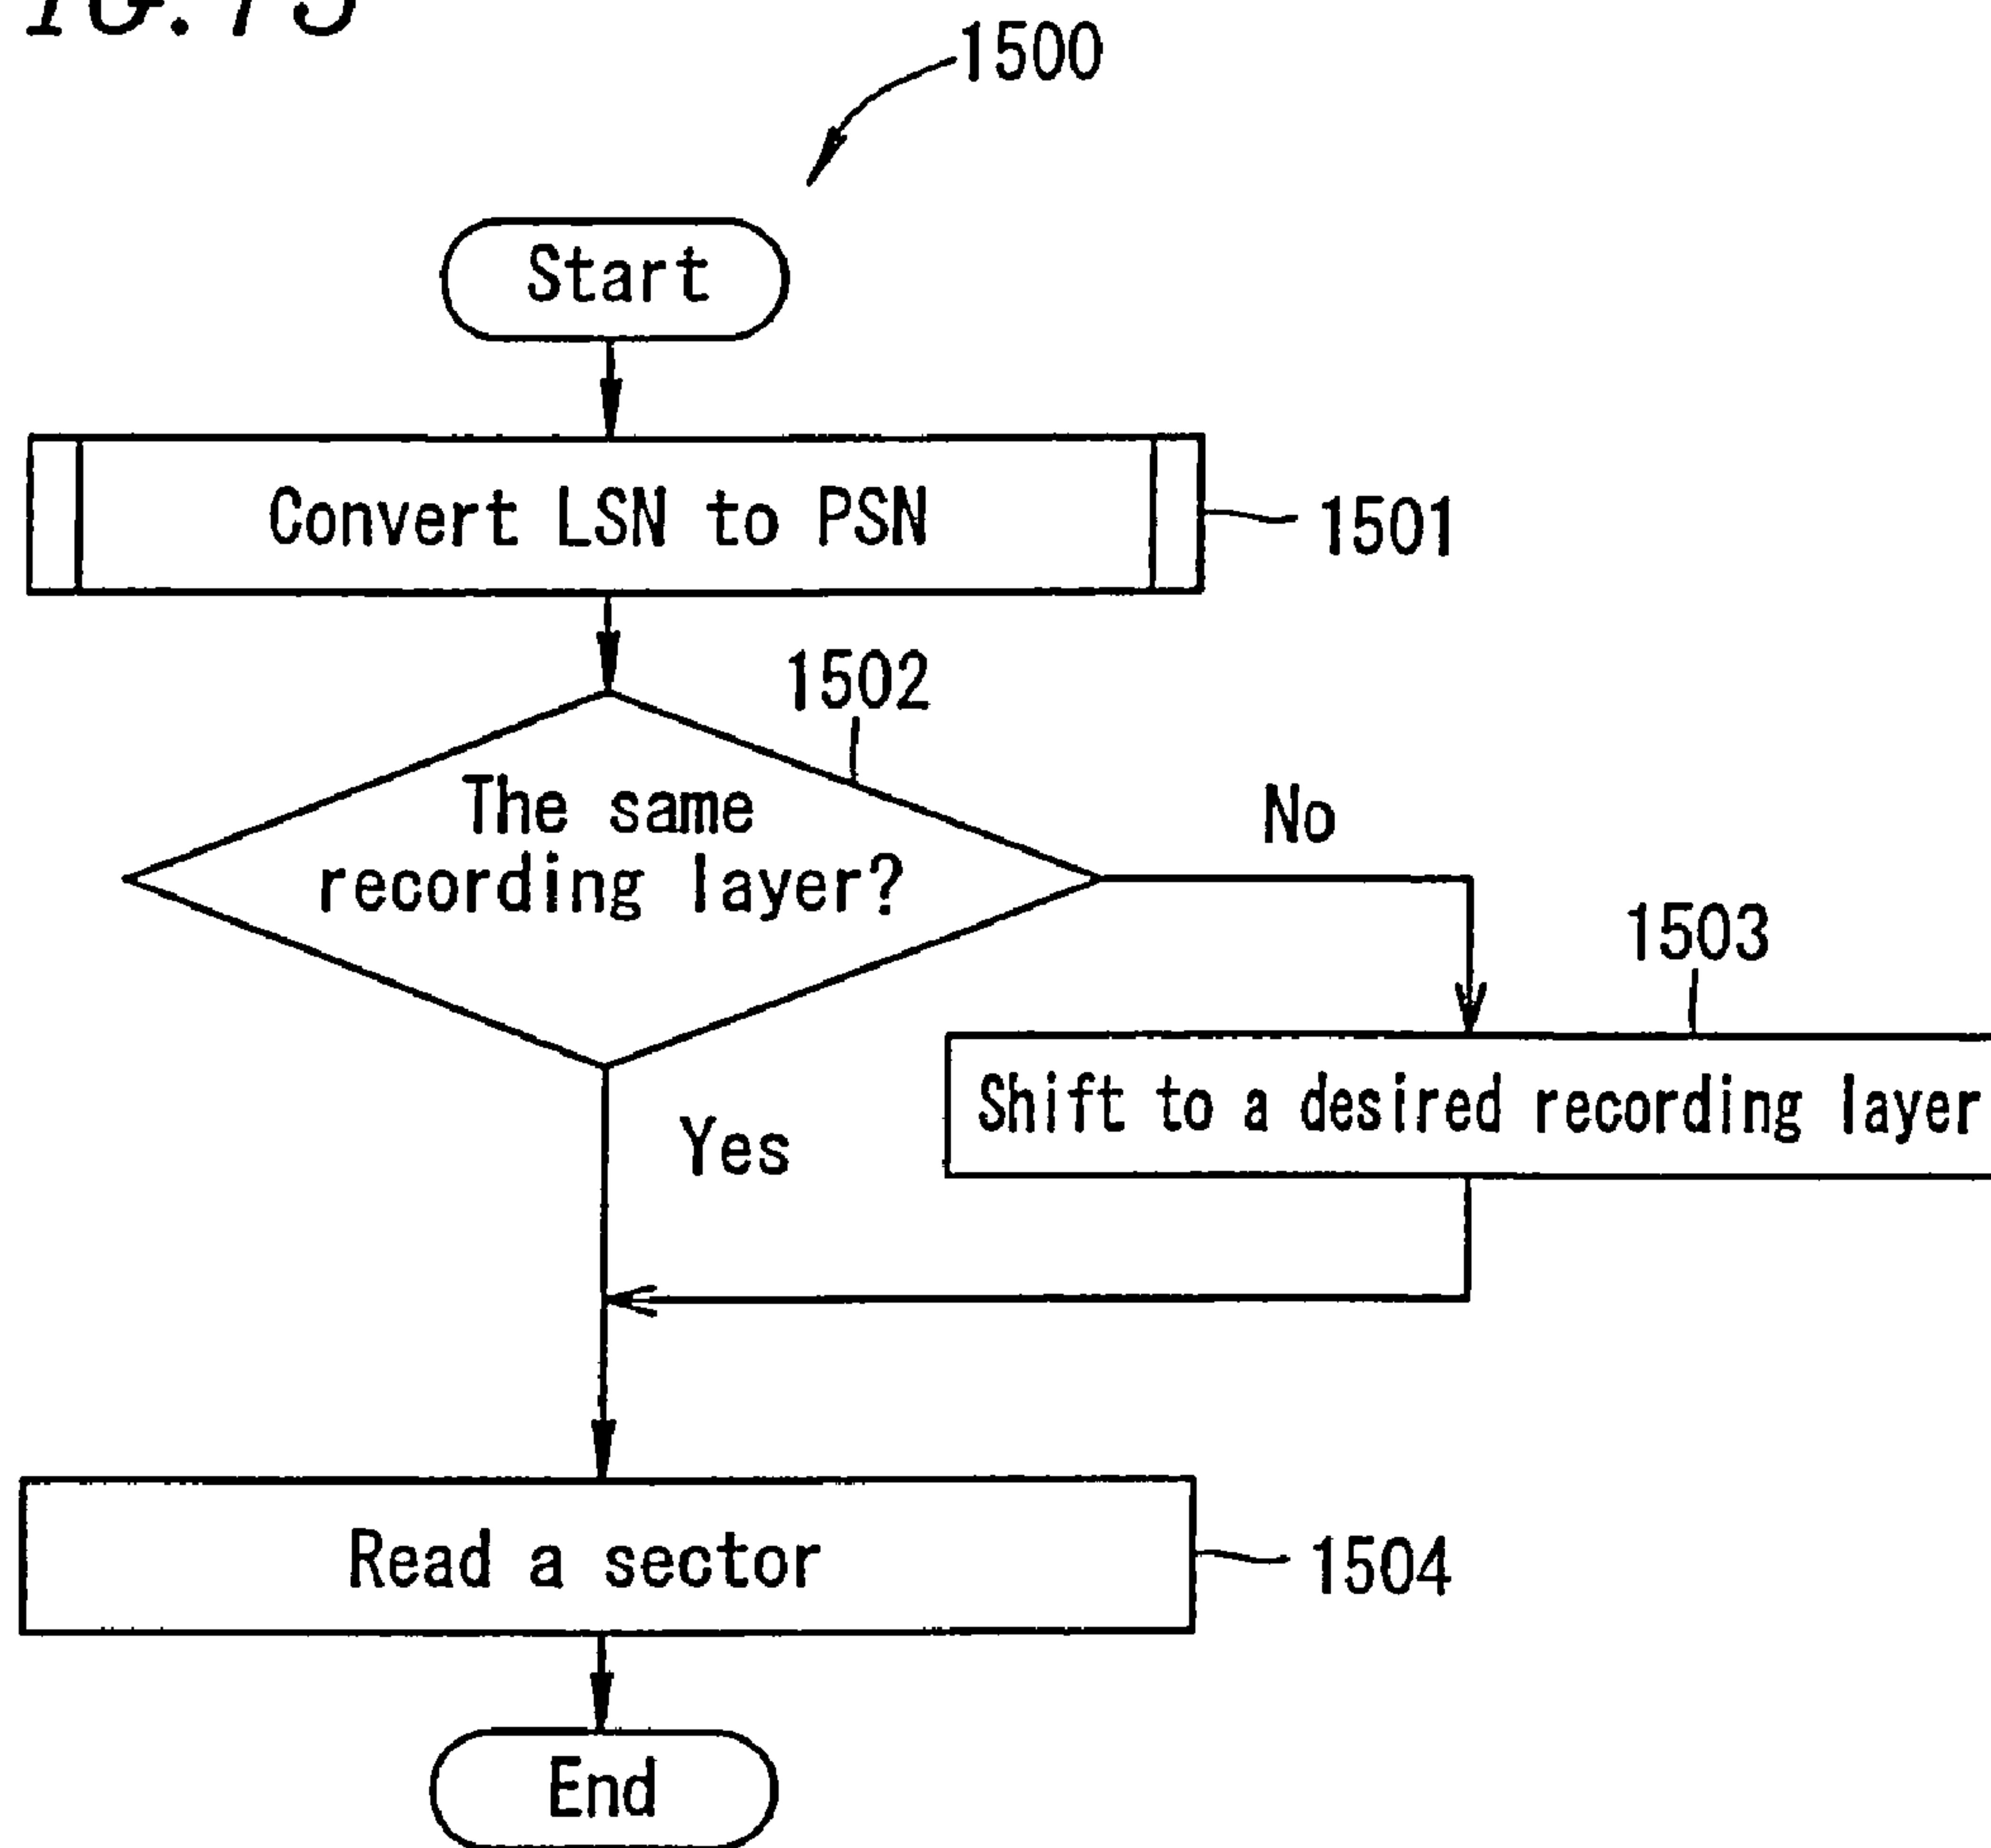 1500
Start
Convert LSN to PSN
1501
1502
The same
recording layer?
No
1503
Shift to a desired recording layer
Yes
Read a sector
1504
End